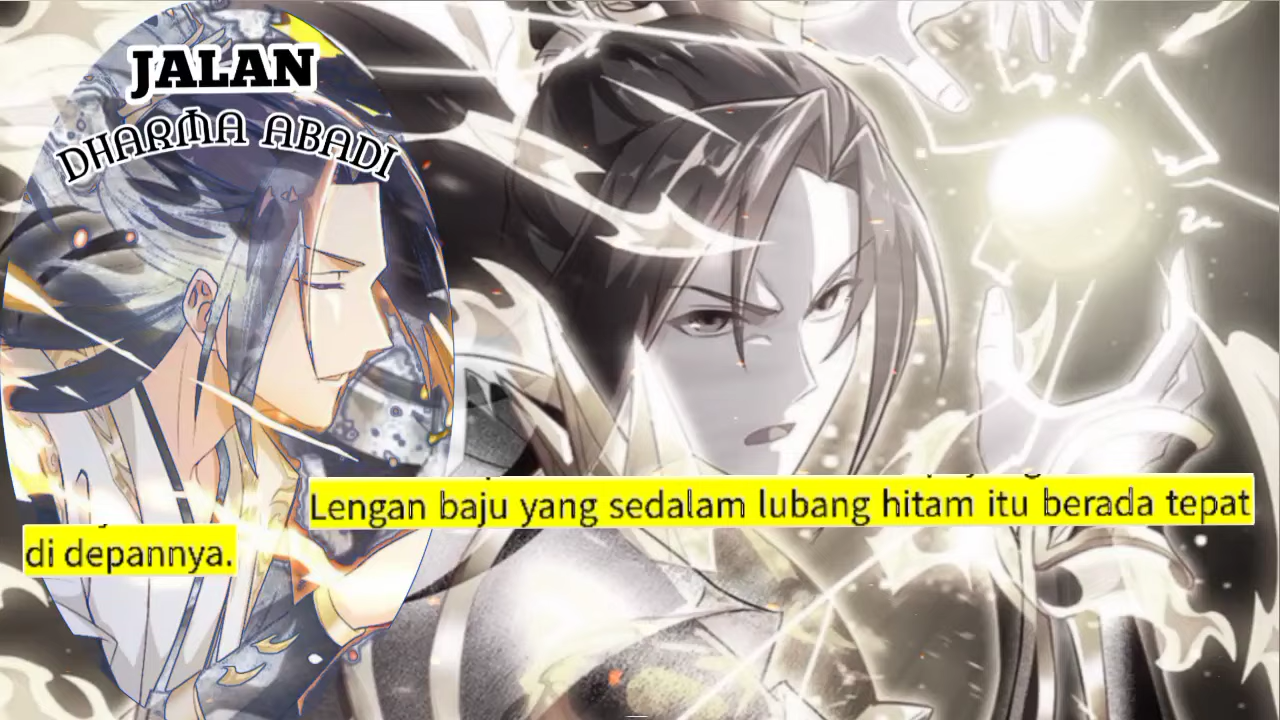 JALAN
DHARMA ABADI
Lengan baju yang sedalam lubang hitam itu berada tepat
di depannya.